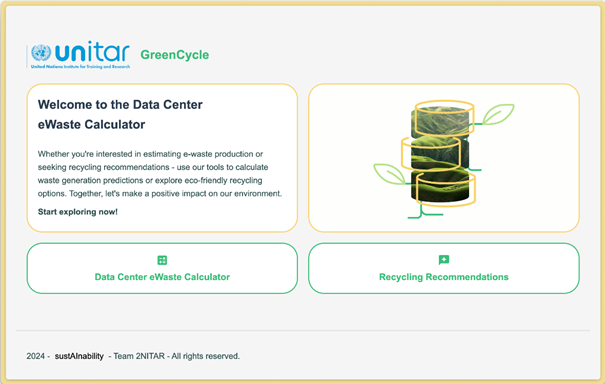 unitar
United Nations Institute for Training and Research
GreenCycle
Welcome to the Data Center
eWaste Calculator
Whether you're interested in estimating e-waste production or
seeking recycling recommendations - use our tools to calculate
waste generation predictions or explore eco-friendly recycling
options. Together, let's make a positive impact on our environment.
Start exploring now!
Data Center eWaste Calculator
Recycling Recommendations
2024 - sustAInability - Team 2NITAR - All rights reserved.